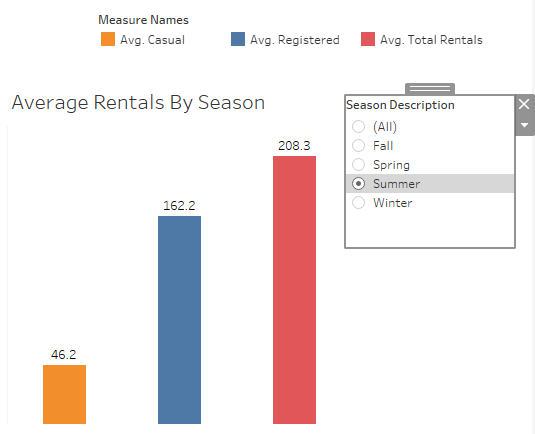 Measure Names
Avg. Casual Avg. Registered Avg. Total Rentals
Average Rentals By Season
Season Description
(All)
Fall
Spring
Summer
Winter
208.3
162.2
46.2